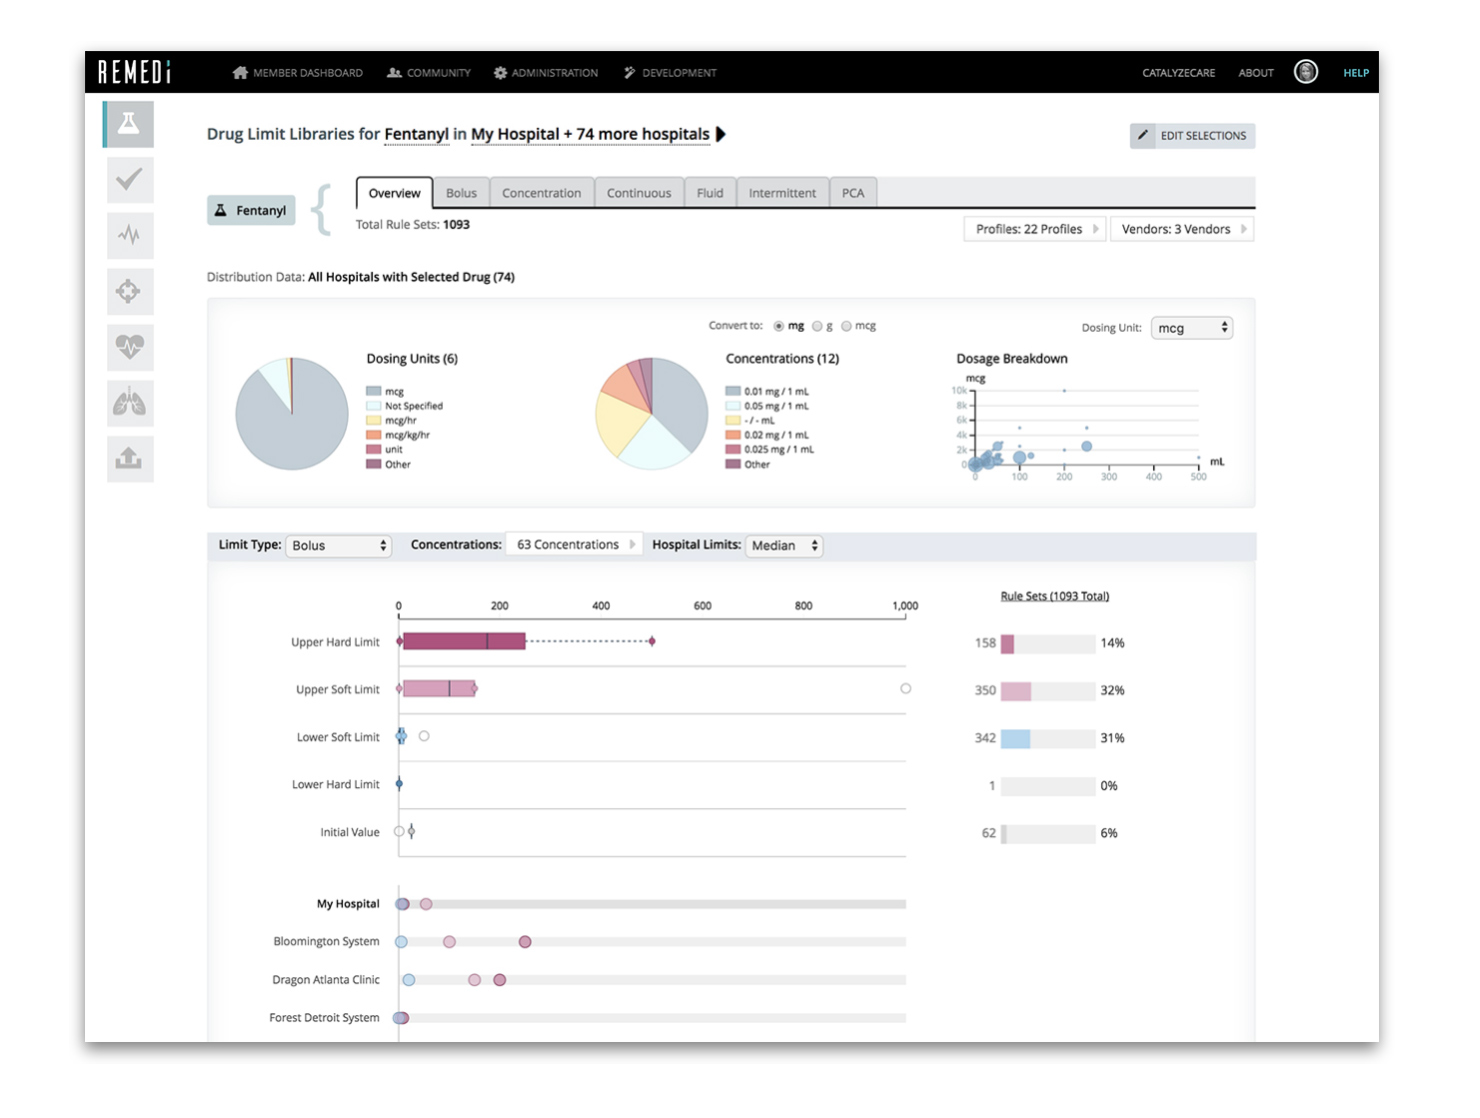 REMEDi
MEMBER DASHBOARD COMMUNITY ADMINISTRATION DEVELOPMENT CATALYZECARE ABOUT HELP
Drug Limit Libraries for Fentanyl in My Hospital + 74 more hospitals
EDIT SELECTIONS
Fentanyl
Overview Bolus Concentration Continuous Fluid Intermittent PCA
Total Rule Sets: 1093
Profiles: 22 Profiles Vendors: 3 Vendors
Distribution Data: All Hospitals with Selected Drug (74)
Convert to: mg g mcg
Dosing Unit: mcg
Dosing Units (6)
mcg
Not Specified
mcg/hr
mcg/kg/hr
unit
Other
Concentrations (12)
0.01 mg / 1 mL
0.05 mg / 1 mL
- / - mL
0.02 mg / 1 mL
0.025 mg / 1 mL
Other
Dosage Breakdown
mcg
10k
8k
6k
4k
2k
0
mL
0 100 200 300 400 500
Limit Type: Bolus Concentrations: 63 Concentrations Hospital Limits: Median
0 200 400 600 800 1,000
Rule Sets (1093 Total)
Upper Hard Limit 158 14%
Upper Soft Limit 350 32%
Lower Soft Limit 342 31%
Lower Hard Limit 1 0%
Initial Value 62 6%
My Hospital
Bloomington System
Dragon Atlanta Clinic
Forest Detroit System